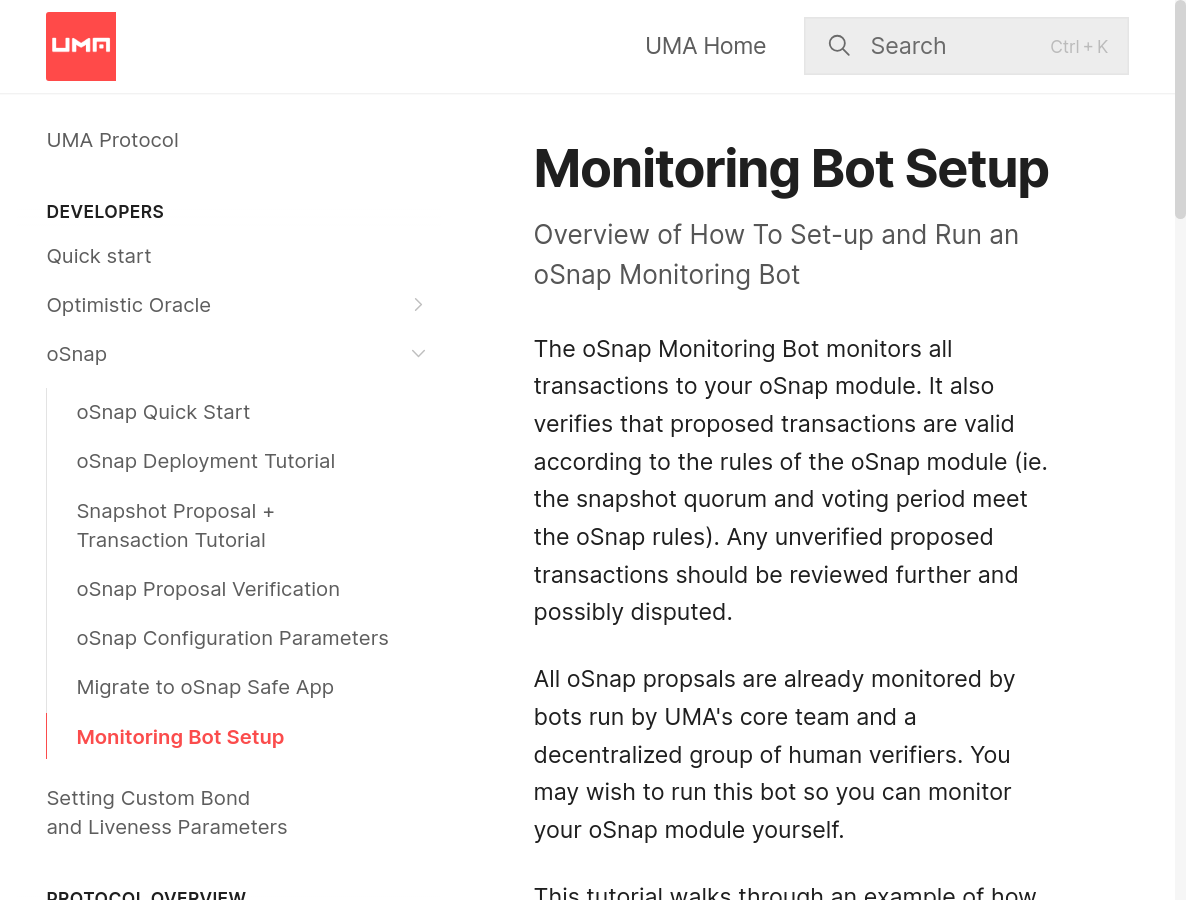 UMA
UMA Home
Search
Ctrl + K
UMA Protocol
DEVELOPERS
Quick start
Optimistic Oracle
oSnap
oSnap Quick Start
oSnap Deployment Tutorial
Snapshot Proposal +
Transaction Tutorial
oSnap Proposal Verification
oSnap Configuration Parameters
Migrate to oSnap Safe App
Monitoring Bot Setup
Setting Custom Bond
and Liveness Parameters
PROTOCOL OVERVIEW
Monitoring Bot Setup
Overview of How To Set-up and Run an
oSnap Monitoring Bot
The oSnap Monitoring Bot monitors all
transactions to your oSnap module. It also
verifies that proposed transactions are valid
according to the rules of the oSnap module (ie.
the snapshot quorum and voting period meet
the oSnap rules). Any unverified proposed
transactions should be reviewed further and
possibly disputed.
All oSnap propsals are already monitored by
bots run by UMA's core team and a
decentralized group of human verifiers. You
may wish to run this bot so you can monitor
your oSnap module yourself.
This tutorial walks through an example of how